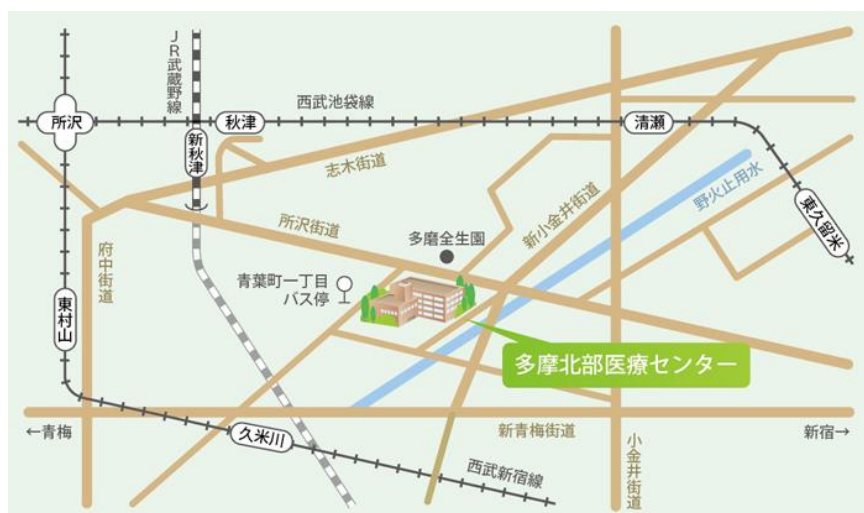 JR武蔵野線
所沢
新秋津
秋津
西武池袋線
清瀬
志木街道
新小金井街道
野火止用水
東久留米
所沢街道
多磨全生園
府中街道
青葉町一丁目
バス停
東村山
多摩北部医療センター
←青梅
久米川
新青梅街道
小金井街道
新宿→
西武新宿線